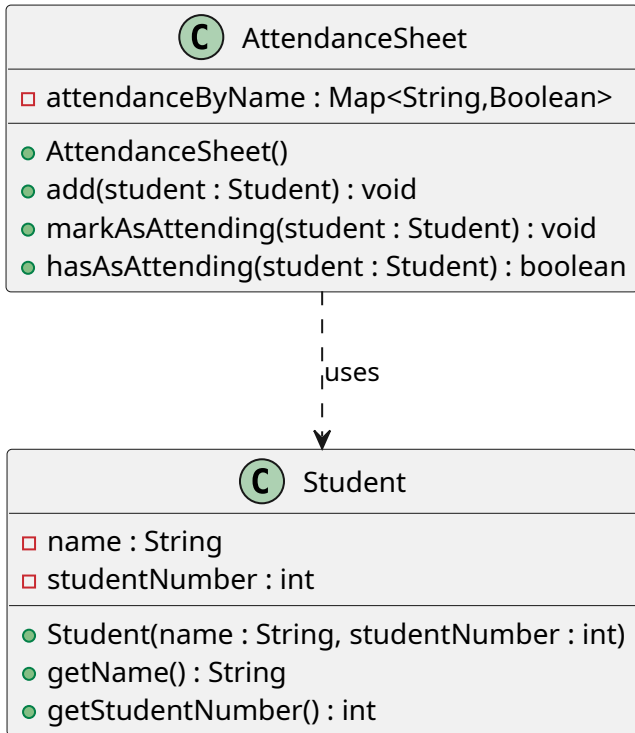 C AttendanceSheet
attendanceByName : Map<String,Boolean>
AttendanceSheet()
add(student : Student) : void
markAsAttending(student : Student) : void
hasAsAttending(student : Student) : boolean
uses
C Student
name : String
studentNumber : int
Student(name : String, studentNumber : int)
getName() : String
getStudentNumber() : int